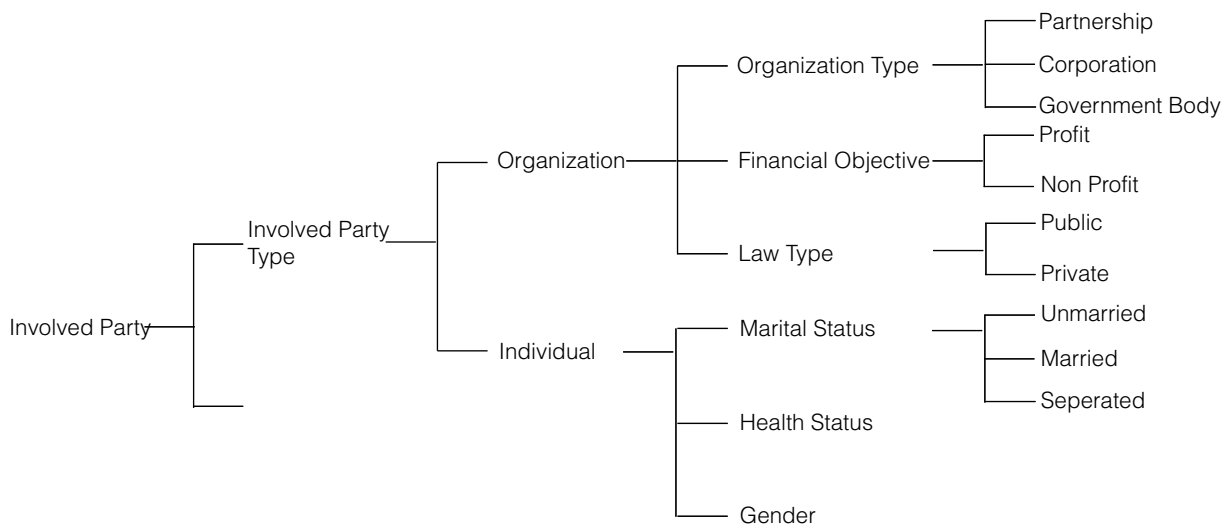 Partnership
Organization Type
Corporation
Government Body
Profit
Organization
Financial Objective
Non Profit
Involved Party
Type
Public
Law Type
Private
Involved Party
Unmarried
Marital Status
Individual
Married
Seperated
Health Status
Gender